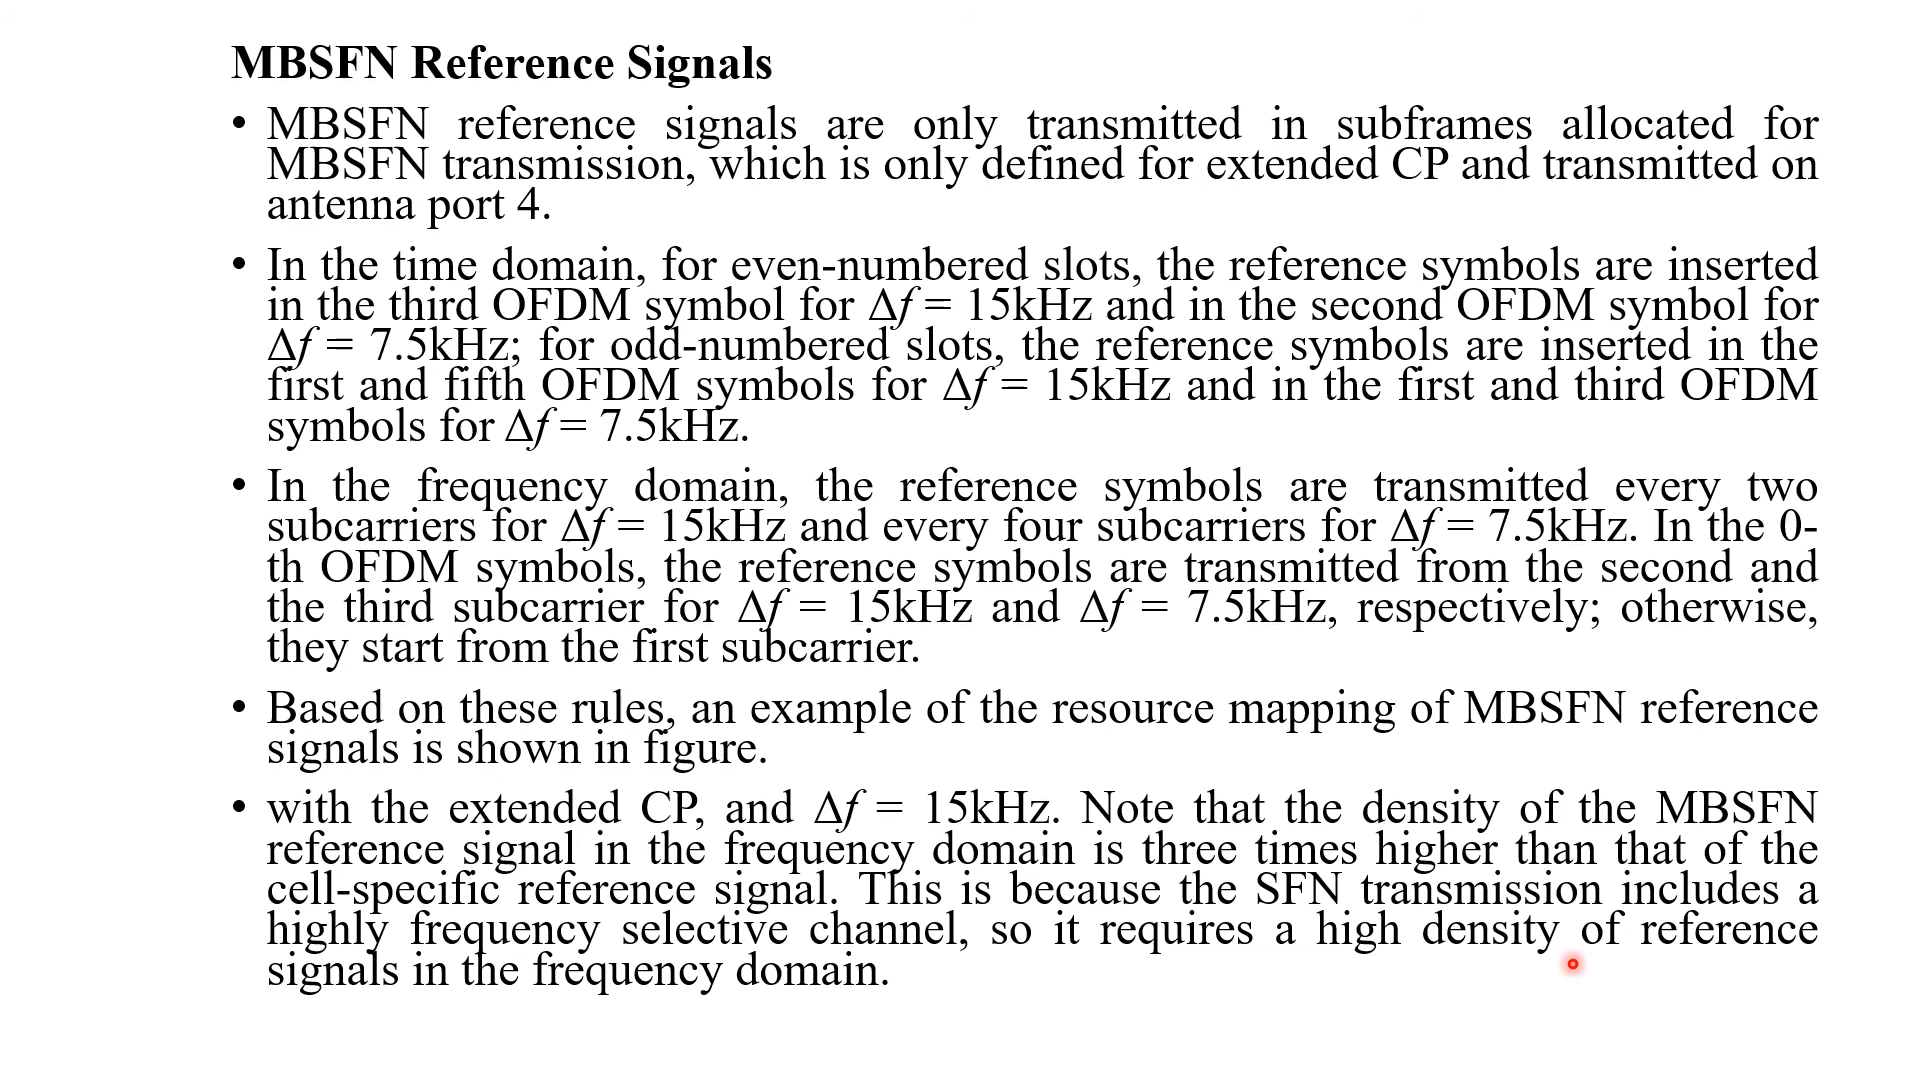 MBSFN Reference Signals
• MBSFN reference signals are only transmitted in subframes allocated for
MBSFN transmission, which is only defined for extended CP and transmitted on
antenna port 4.
• In the time domain, for even-numbered slots, the reference symbols are inserted
in the third OFDM symbol for Δf = 15kHz and in the second OFDM symbol for
Δf = 7.5kHz; for odd-numbered slots, the reference symbols are inserted in the
first and fifth OFDM symbols for Δf = 15kHz and in the first and third OFDM
symbols for Δf = 7.5kHz.
• In the frequency domain, the reference symbols are transmitted every two
subcarriers for Δf = 15kHz and every four subcarriers for Δf = 7.5kHz. In the 0-
th OFDM symbols, the reference symbols are transmitted from the second and
the third subcarrier for Δf = 15kHz and Δf = 7.5kHz, respectively; otherwise,
they start from the first subcarrier.
• Based on these rules, an example of the resource mapping of MBSFN reference
signals is shown in figure.
• with the extended CP, and Δf = 15kHz. Note that the density of the MBSFN
reference signal in the frequency domain is three times higher than that of the
cell-specific reference signal. This is because the SFN transmission includes a
highly frequency selective channel, so it requires a high density of reference
signals in the frequency domain.